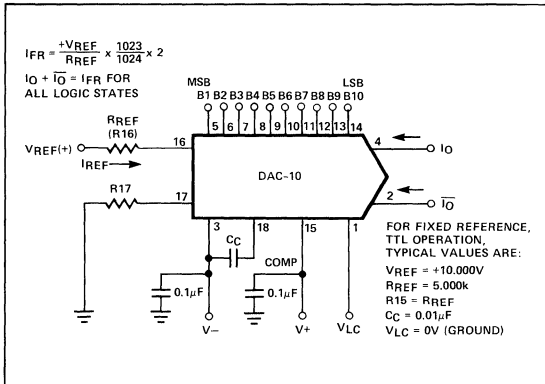 IFR = +VREF / RREF x 1023 / 1024 x 2
IO + I̅O̅ = IFR FOR
ALL LOGIC STATES
MSB LSB
B1 B2 B3 B4 B5 B6 B7 B8 B9 B10
5 6 7 8 9 10 11 12 13 14
RREF
(R16)
VREF(+)
IREF
16
4
IO
DAC-10
R17
17
2
I̅O̅
3 18 15 1
CC
COMP
0.1μF
0.1μF
V−
V+
VLC
FOR FIXED REFERENCE,
TTL OPERATION,
TYPICAL VALUES ARE:
VREF = +10.000V
RREF = 5.000k
R15 = RREF
CC = 0.01μF
VLC = 0V (GROUND)